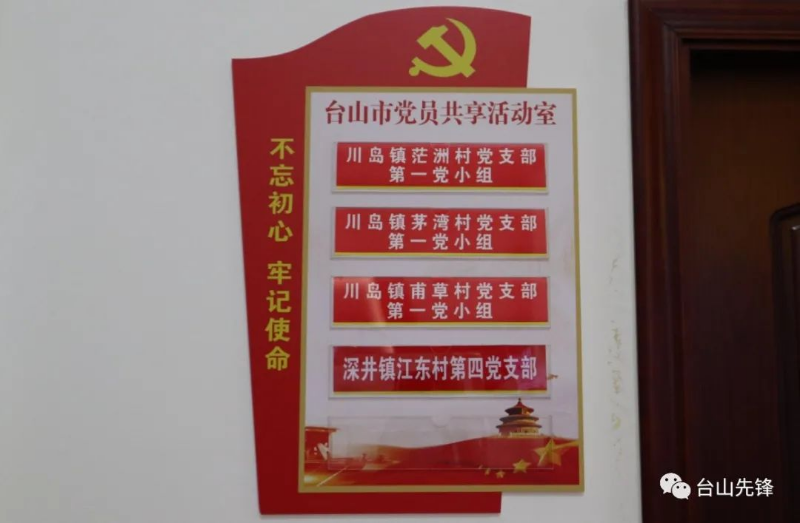 台山市党员共享活动室
不忘初心 牢记使命
川岛镇茫洲村党支部
第一党小组
川岛镇茅湾村党支部
第一党小组
川岛镇甫草村党支部
第一党小组
深井镇江东村第四党支部
台山先锋